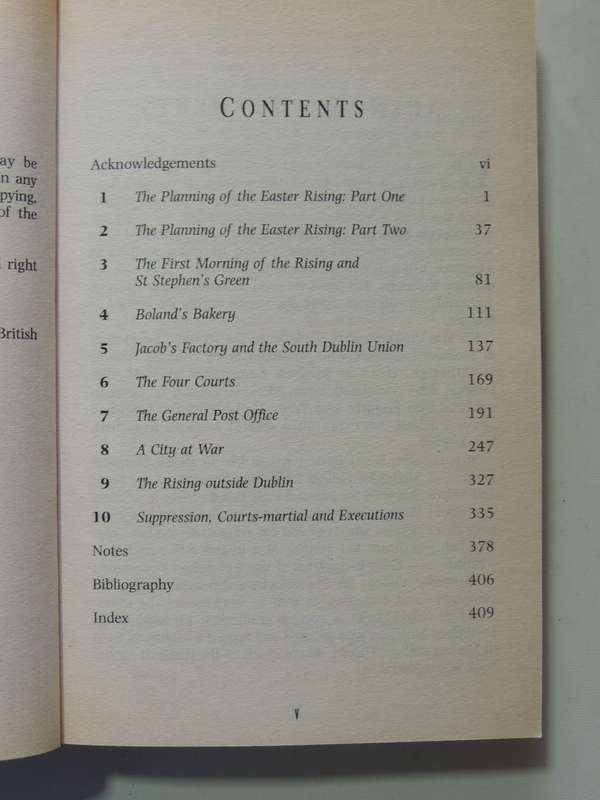 ay be
n any
pying,
of the
right
British
CONTENTS
Acknowledgements vi
1 The Planning of the Easter Rising: Part One 1
2 The Planning of the Easter Rising: Part Two 37
3 The First Morning of the Rising and
St Stephen's Green 81
4 Boland's Bakery 111
5 Jacob's Factory and the South Dublin Union 137
6 The Four Courts 169
7 The General Post Office 191
8 A City at War 247
9 The Rising outside Dublin 327
10 Suppression, Courts-martial and Executions 335
Notes 378
Bibliography 406
Index 409
v